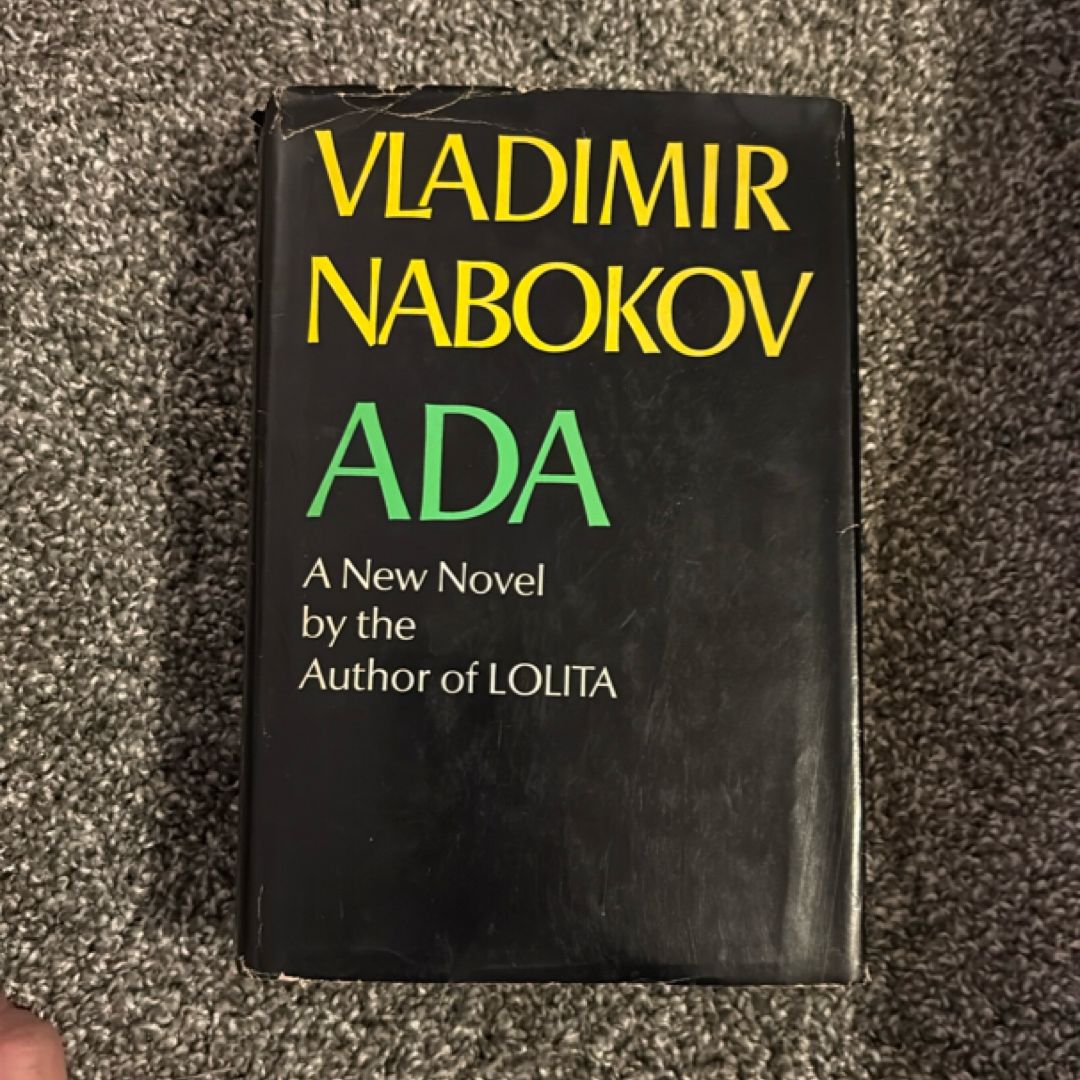 VLADIMIR
NABOKOV
ADA
A New Novel
by the
Author of LOLITA